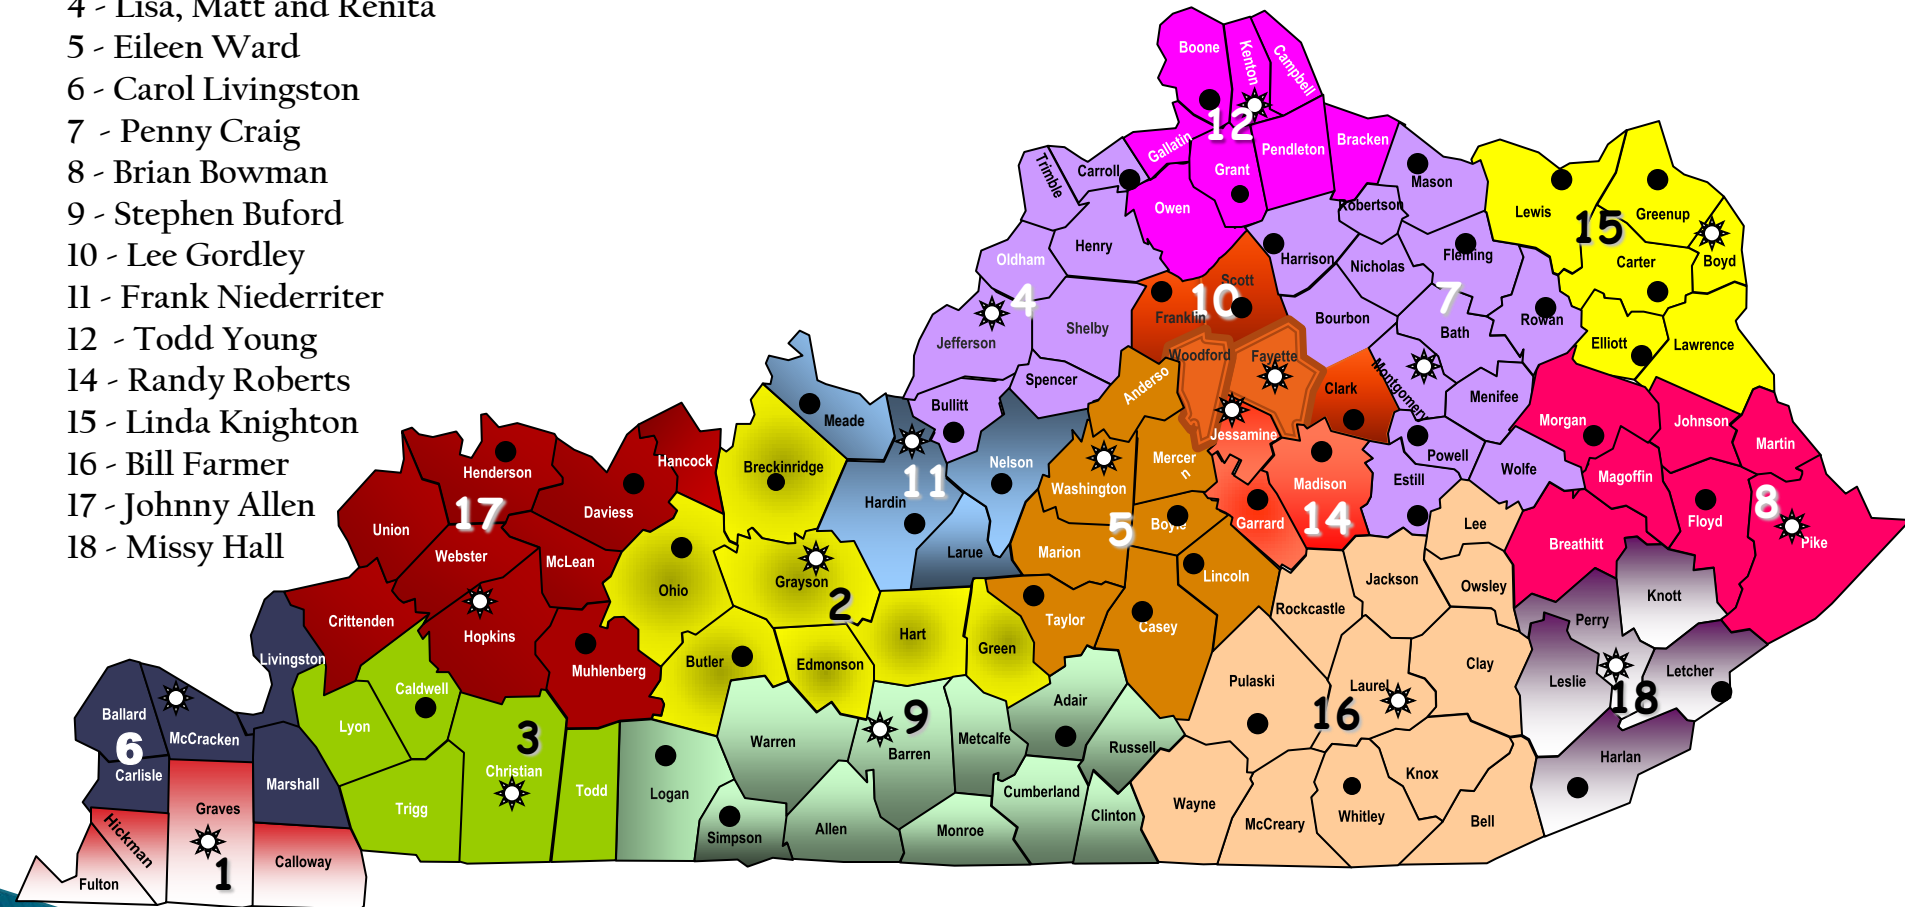 4 - Lisa, Matt and Renita
5 - Eileen Ward
6 - Carol Livingston
7 - Penny Craig
8 - Brian Bowman
9 - Stephen Buford
10 - Lee Gordley
11 - Frank Niederriter
12 - Todd Young
14 - Randy Roberts
15 - Linda Knighton
16 - Bill Farmer
17 - Johnny Allen
18 - Missy Hall
Boone
Kenton
Campbell
12
Gallatin
Grant
Pendleton
Bracken
Owen
Trimble
Carroll
Henry
Oldham
4
Jefferson
Shelby
Spencer
Bullitt
Mason
Robertson
Fleming
Harrison
Nicholas
7
Bourbon
Bath
Rowan
Montgomery
Menifee
Powell
Estill
Wolfe
Lewis
15
Greenup
Carter
Boyd
Elliott
Lawrence
Scott
10
Franklin
Woodford
Fayette
Clark
Jessamine
Madison
Garrard
14
Morgan
Johnson
Martin
Magoffin
Floyd
8
Pike
Breathitt
Knott
Perry
Leslie
Letcher
18
Harlan
Meade
Hardin
11
Nelson
Larue
Anderso
Mercer
n
Washington
5
Boyle
Marion
Lincoln
Taylor
Casey
Breckinridge
Grayson
2
Ohio
Butler
Edmonson
Hart
Green
Hancock
Henderson
17
Daviess
Union
Webster
McLean
Crittenden
Hopkins
Muhlenberg
Livingston
Ballard
McCracken
6
Carlisle
Marshall
Caldwell
Lyon
3
Christian
Trigg
Todd
Graves
Hickman
1
Calloway
Fulton
Logan
Simpson
Warren
9
Barren
Allen
Metcalfe
Monroe
Adair
Russell
Cumberland
Clinton
Lee
Owsley
Jackson
Rockcastle
Clay
Pulaski
Laurel
16
Knox
Wayne
McCreary
Whitley
Bell